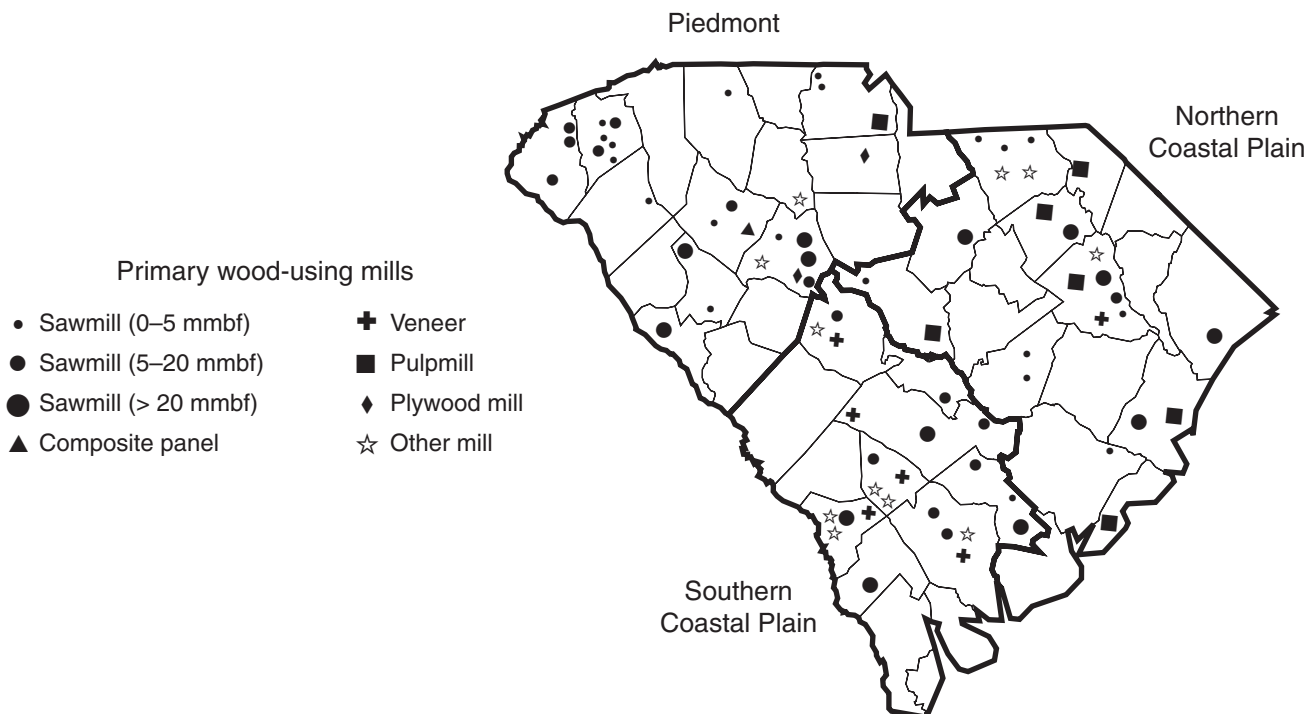 Piedmont
Northern
Coastal Plain
Primary wood-using mills
Sawmill (0–5 mmbf)
Sawmill (5–20 mmbf)
Sawmill (> 20 mmbf)
Composite panel
Veneer
Pulpmill
Plywood mill
Other mill
Southern
Coastal Plain